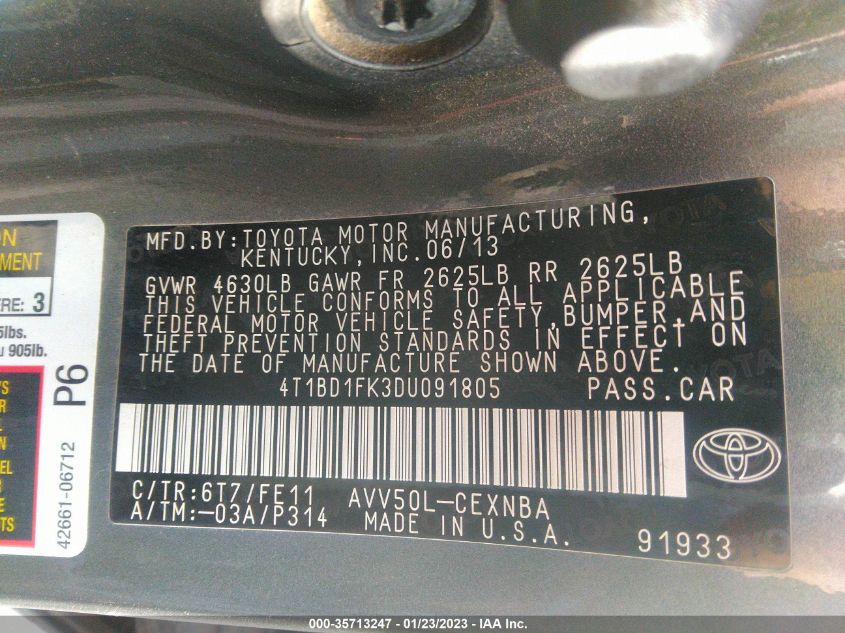 MFD.BY:TOYOTA MOTOR MANUFACTURING,
KENTUCKY,INC.06/13
GVWR 4630LB GAWR FR 2625LB RR 2625LB
THIS VEHICLE CONFORMS TO ALL APPLICABLE
FEDERAL MOTOR VEHICLE SAFETY,BUMPER,AND
THEFT PREVENTION STANDARDS IN EFFECT ON
THE DATE OF MANUFACTURE SHOWN ABOVE.
4T1BD1FK3DU091805 PASS.CAR
C/TR:6T7/FE11 AVV50L-CEXNBA
A/TM:-03A/P314 MADE IN U.S.A.
91933
3
905lb.
P6
42661-06712
000-35713247 - 01/23/2023 - IAA Inc.